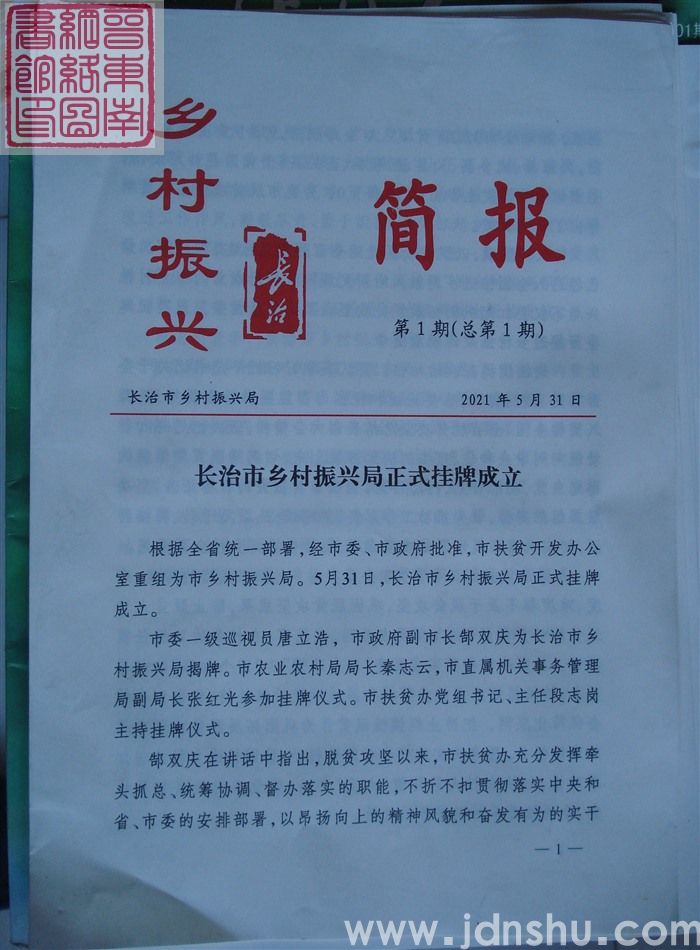 晋东南
網絡圖
書館印
乡村振兴
长治
简报
第1期(总第1期)
长治市乡村振兴局 2021年5月31日
长治市乡村振兴局正式挂牌成立
根据全省统一部署,经市委、市政府批准,市扶贫开发办公
室重组为市乡村振兴局。5月31日,长治市乡村振兴局正式挂牌
成立。
市委一级巡视员唐立浩,市政府副市长郜双庆为长治市乡
村振兴局揭牌。市农业农村局局长秦志云,市直属机关事务管理
局副局长张红光参加挂牌仪式。市扶贫办党组书记、主任段志岗
主持挂牌仪式。
郜双庆在讲话中指出,脱贫攻坚以来,市扶贫办充分发挥牵
头抓总、统筹协调、督办落实的职能,不折不扣贯彻落实中央和
省、市委的安排部署,以昂扬向上的精神风貌和奋发有为的实干
— 1 —
www.jdnshu.com